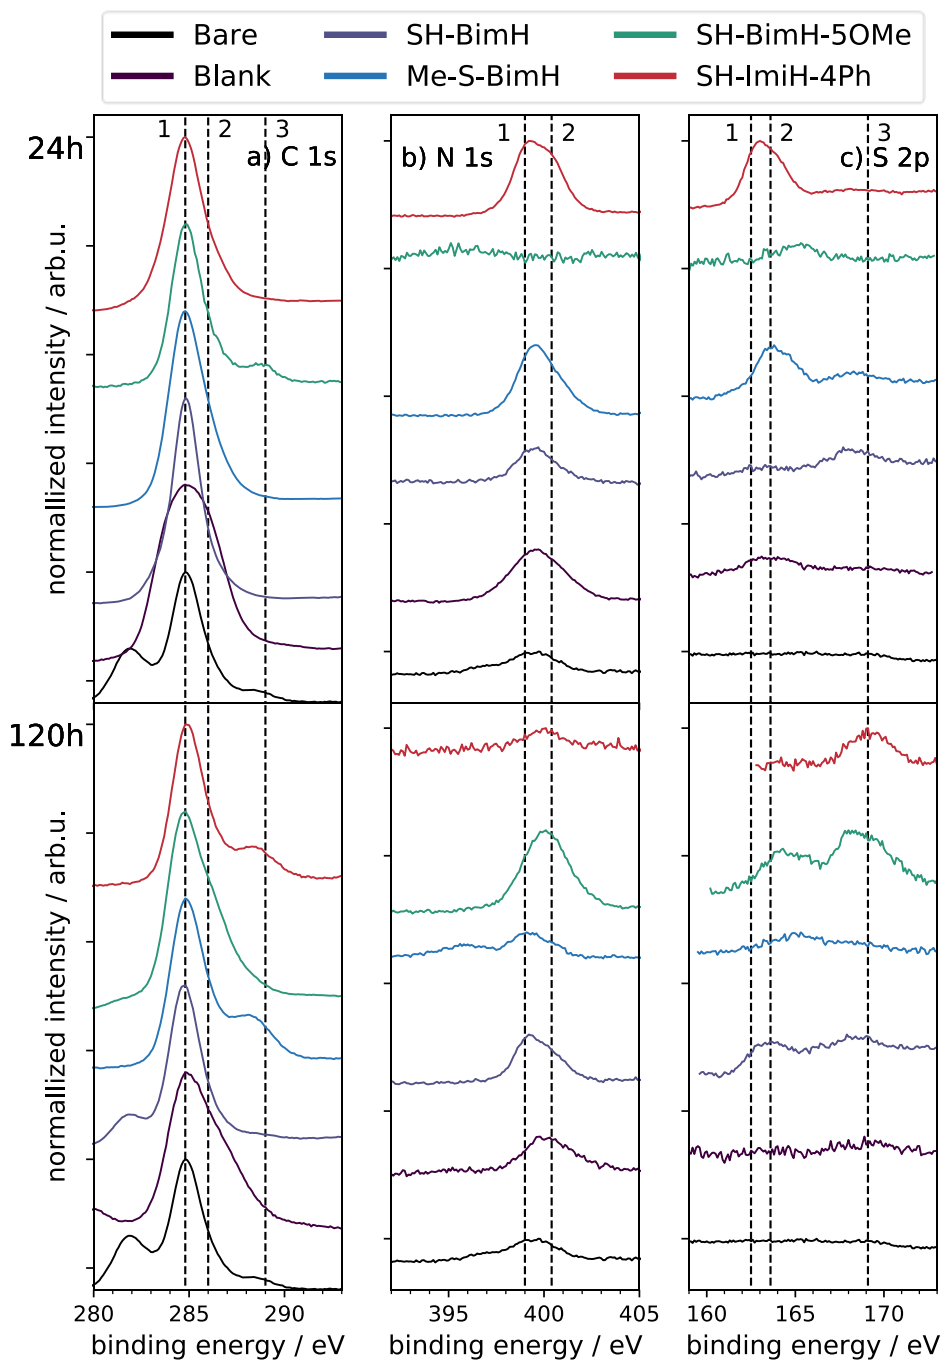 Bare SH-BimH SH-BimH-5OMe
Blank Me-S-BimH SH-ImiH-4Ph
24h
1 2 3
a) C 1s
1 2
b) N 1s
1 2 3
c) S 2p
normallized intensity / arb.u.
120h
normallized intensity / arb.u.
280 285 290
395 400 405
160 165 170
binding energy / eV binding energy / eV binding energy / eV